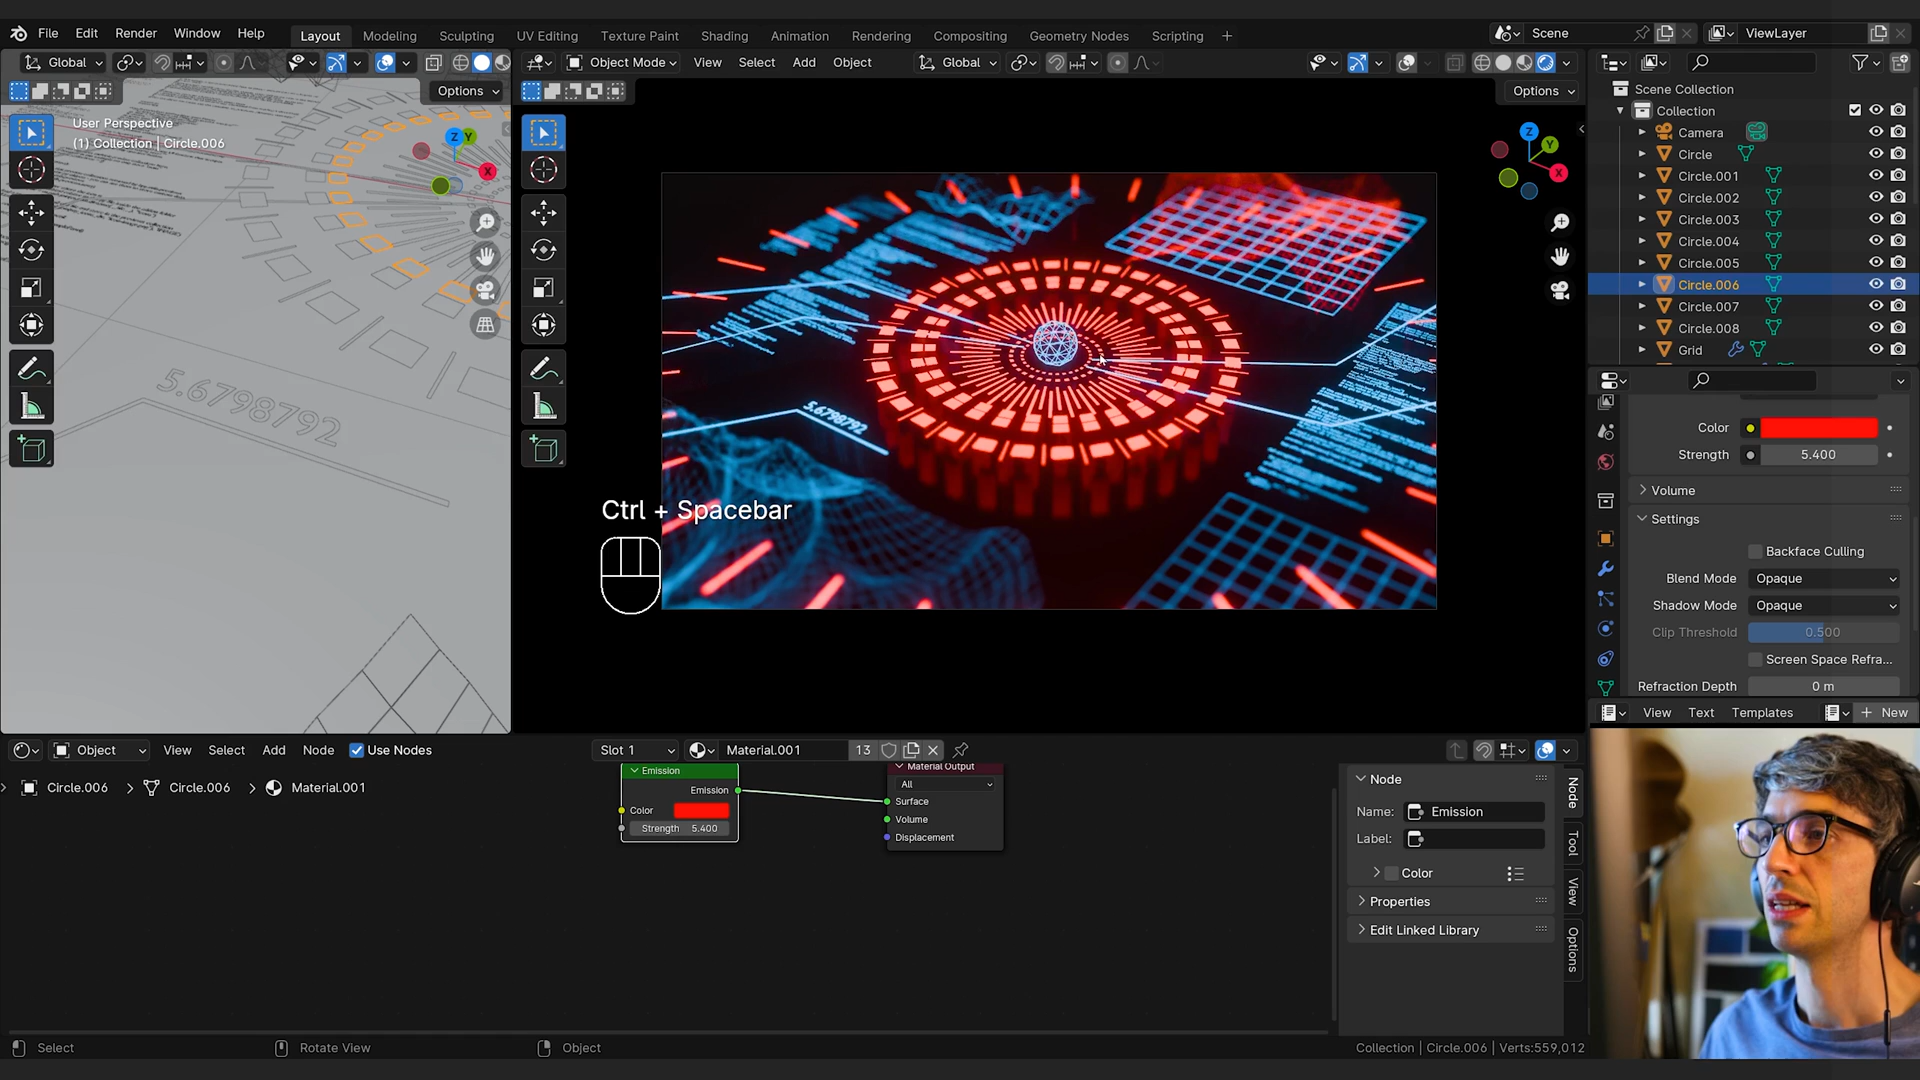 File Edit Render Window Help Layout Modeling Sculpting UV Editing Texture Paint Shading Animation Rendering Compositing Geometry Nodes Scripting + Scene ViewLayer
Global Object Mode View Select Add Object Global
Options Options
Scene Collection
Collection
Camera
Circle
Circle.001
Circle.002
Circle.003
Circle.004
Circle.005
Circle.006
Circle.007
Circle.008
Grid
User Perspective
(1) Collection | Circle.006
Z Y X
Z Y X
5.6798792
5.6798792
Ctrl + Spacebar
Color
Strength 5.400
Volume
Settings
Backface Culling
Blend Mode Opaque
Shadow Mode Opaque
Clip Threshold 0.500
Screen Space Refra...
Refraction Depth 0 m
View Text Templates + New
Object View Select Add Node Use Nodes Slot 1 Material.001 13
Circle.006 > Circle.006 > Material.001
Emission
Emission
Color
Strength 5.400
Material Output
All
Surface
Volume
Displacement
Node
Name: Emission
Label:
Color
Properties
Edit Linked Library
Node
Tool
View
Options
Select Rotate View Object Collection | Circle.006 | Verts:559,012